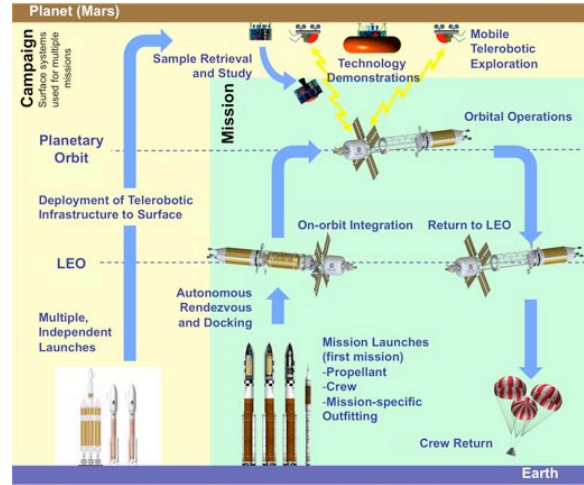 Planet (Mars)
Campaign
Surface systems
used for multiple
missions
Sample Retrieval
and Study
Technology
Demonstrations
Mobile
Telerobotic
Exploration
Mission
Planetary
Orbit
Orbital Operations
Deployment of Telerobotic
Infrastructure to Surface
On-orbit Integration
Return to LEO
LEO
Autonomous
Rendezvous
and Docking
Multiple,
Independent
Launches
Mission Launches
(first mission)
-Propellant
-Crew
-Mission-specific
Outfitting
Crew Return
Earth